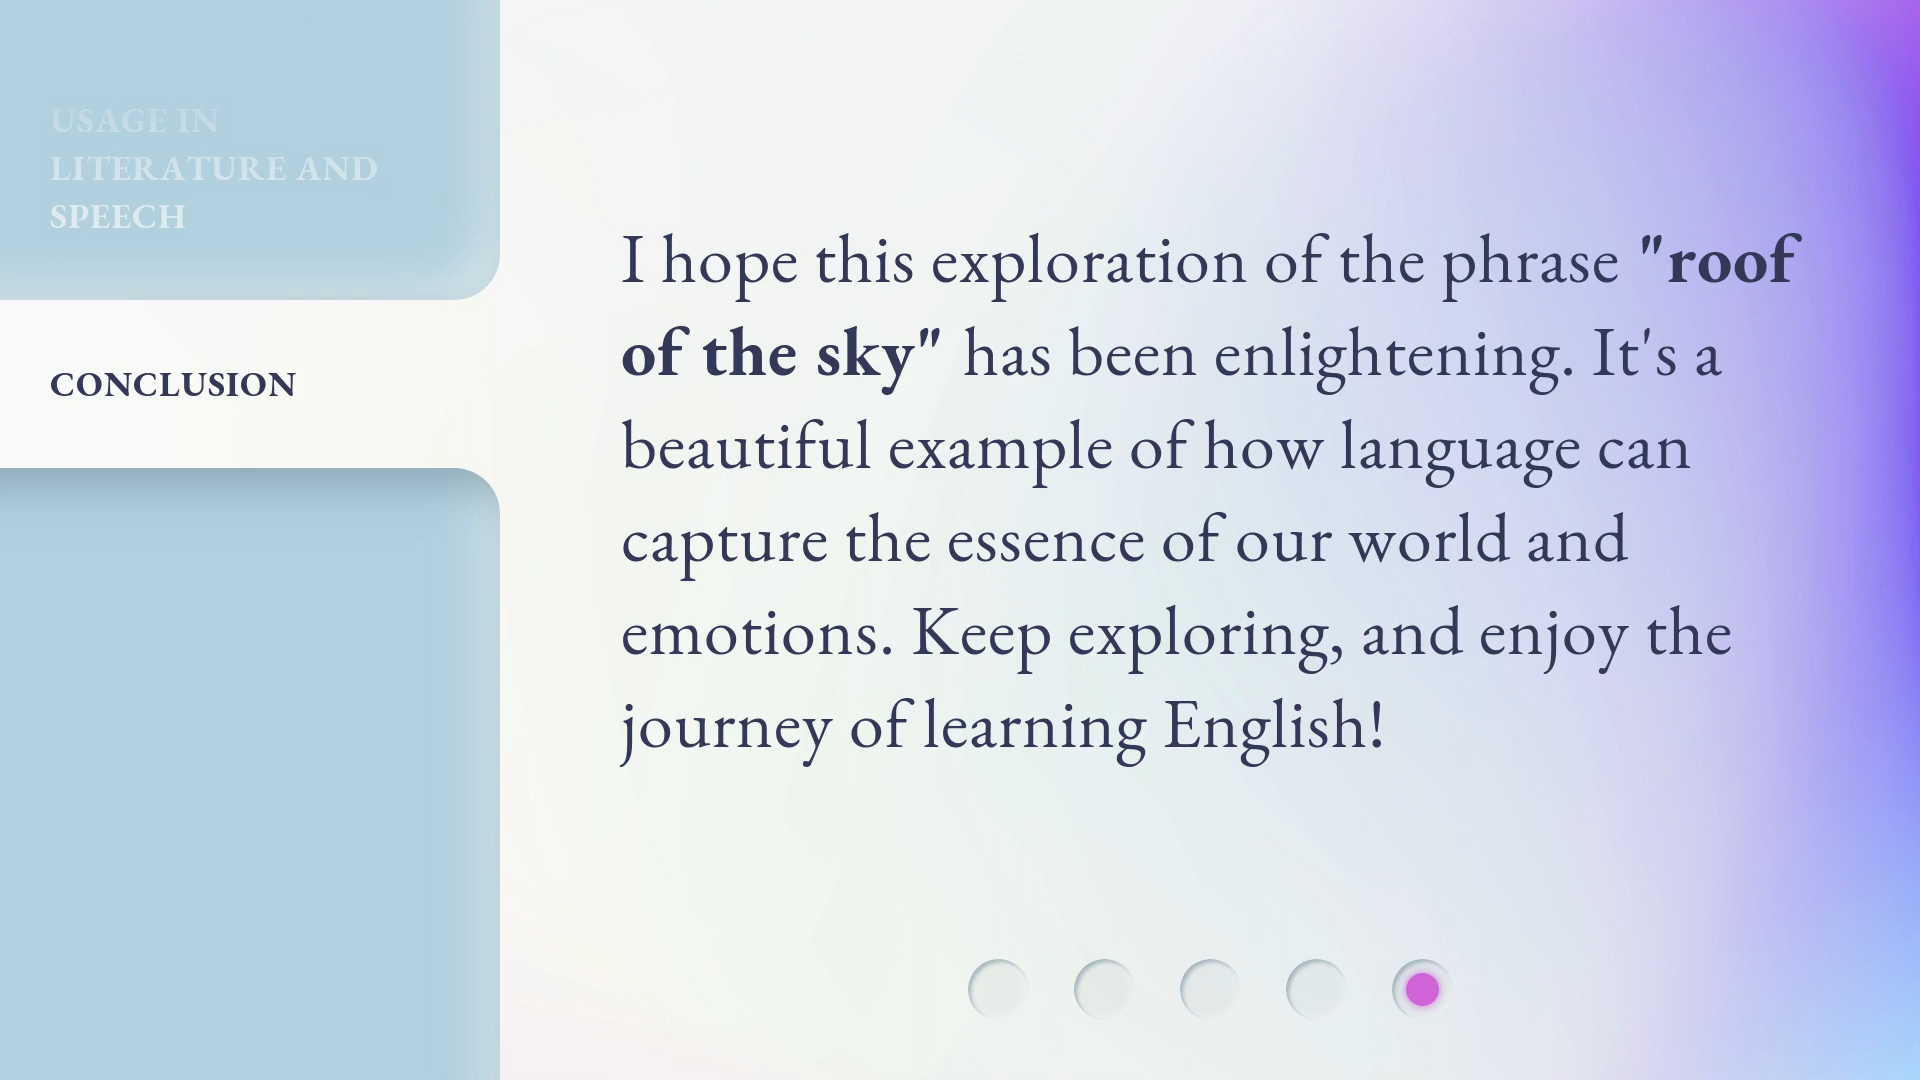 USAGE IN
LITERATURE AND
SPEECH
CONCLUSION
I hope this exploration of the phrase "roof
of the sky" has been enlightening. It's a
beautiful example of how language can
capture the essence of our world and
emotions. Keep exploring, and enjoy the
journey of learning English!